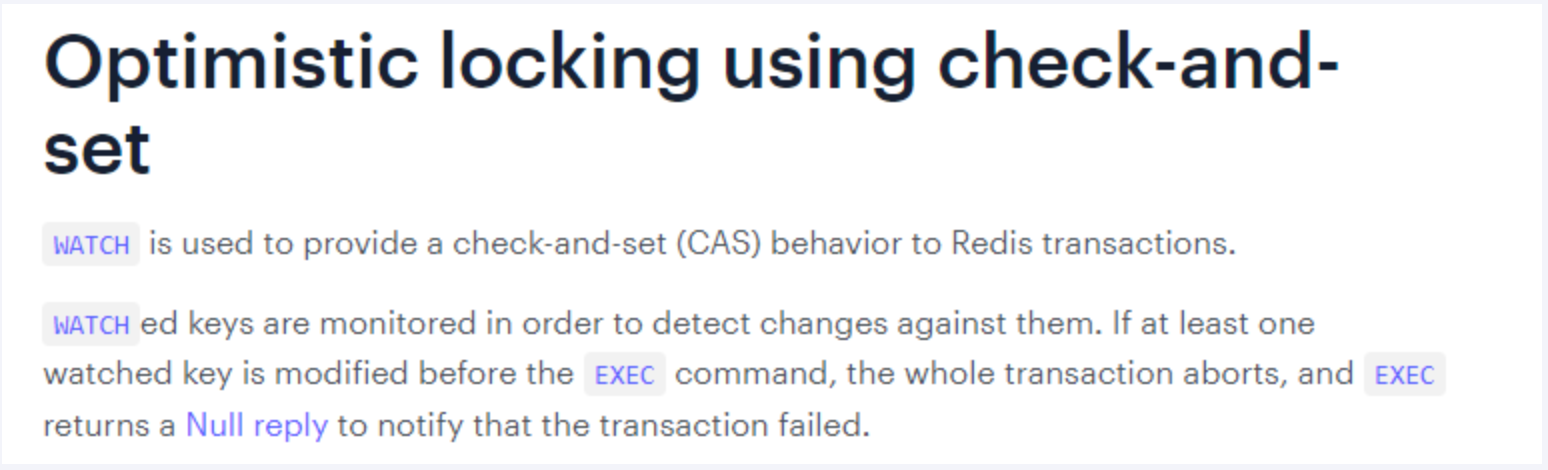 Optimistic locking using check-and-
set
WATCH is used to provide a check-and-set (CAS) behavior to Redis transactions.
WATCHed keys are monitored in order to detect changes against them. If at least one
watched key is modified before the EXEC command, the whole transaction aborts, and EXEC
returns a Null reply to notify that the transaction failed.